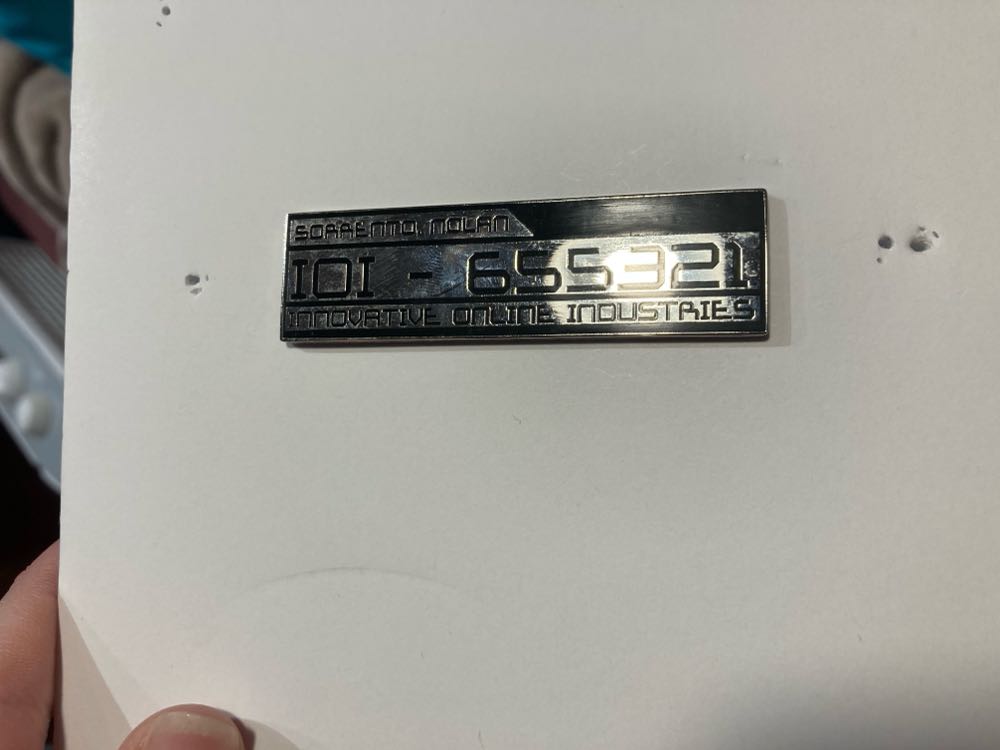 SORRENTO, NOLAN
IOI - 655321
INNOVATIVE ONLINE INDUSTRIES